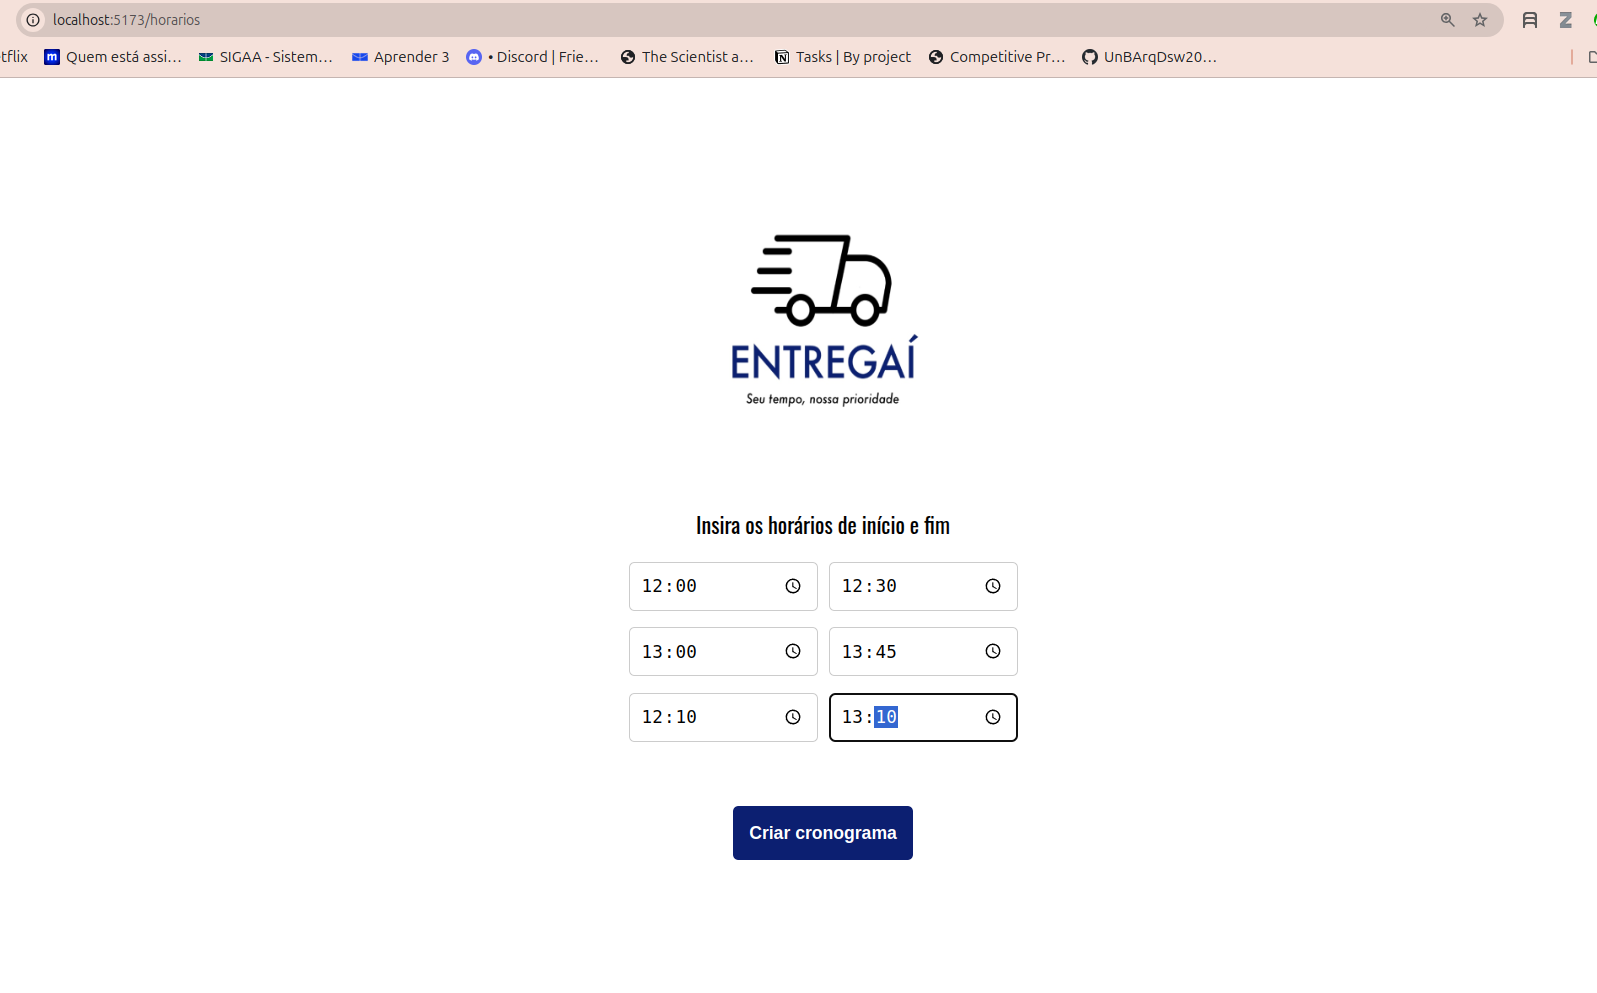 localhost:5173/horarios
tflix Quem está assi... SIGAA - Sistem... Aprender 3 • Discord | Frie... The Scientist a... Tasks | By project Competitive Pr... UnBArqDsw20...
ENTREGAÍ
Seu tempo, nossa prioridade
Insira os horários de início e fim
12:00 12:30
13:00 13:45
12:10 13:10
Criar cronograma